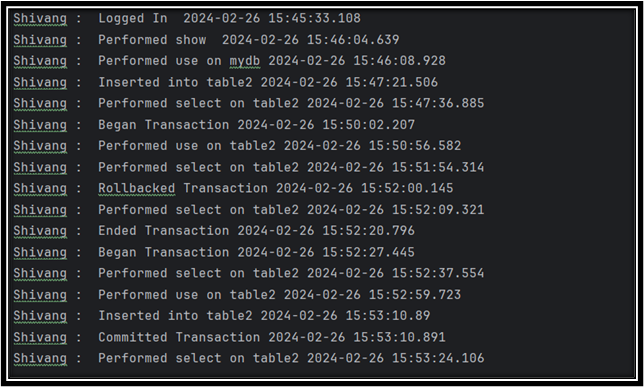 Shivang :  Logged In  2024-02-26 15:45:33.108
Shivang :  Performed show  2024-02-26 15:46:04.639
Shivang :  Performed use on mydb 2024-02-26 15:46:08.928
Shivang :  Inserted into table2 2024-02-26 15:47:21.506
Shivang :  Performed select on table2 2024-02-26 15:47:36.885
Shivang :  Began Transaction 2024-02-26 15:50:02.207
Shivang :  Performed use on table2 2024-02-26 15:50:56.582
Shivang :  Performed select on table2 2024-02-26 15:51:54.314
Shivang :  Rollbacked Transaction 2024-02-26 15:52:00.145
Shivang :  Performed select on table2 2024-02-26 15:52:09.321
Shivang :  Ended Transaction 2024-02-26 15:52:20.796
Shivang :  Began Transaction 2024-02-26 15:52:27.445
Shivang :  Performed select on table2 2024-02-26 15:52:37.554
Shivang :  Performed use on table2 2024-02-26 15:52:59.723
Shivang :  Inserted into table2 2024-02-26 15:53:10.89
Shivang :  Committed Transaction 2024-02-26 15:53:10.891
Shivang :  Performed select on table2 2024-02-26 15:53:24.106